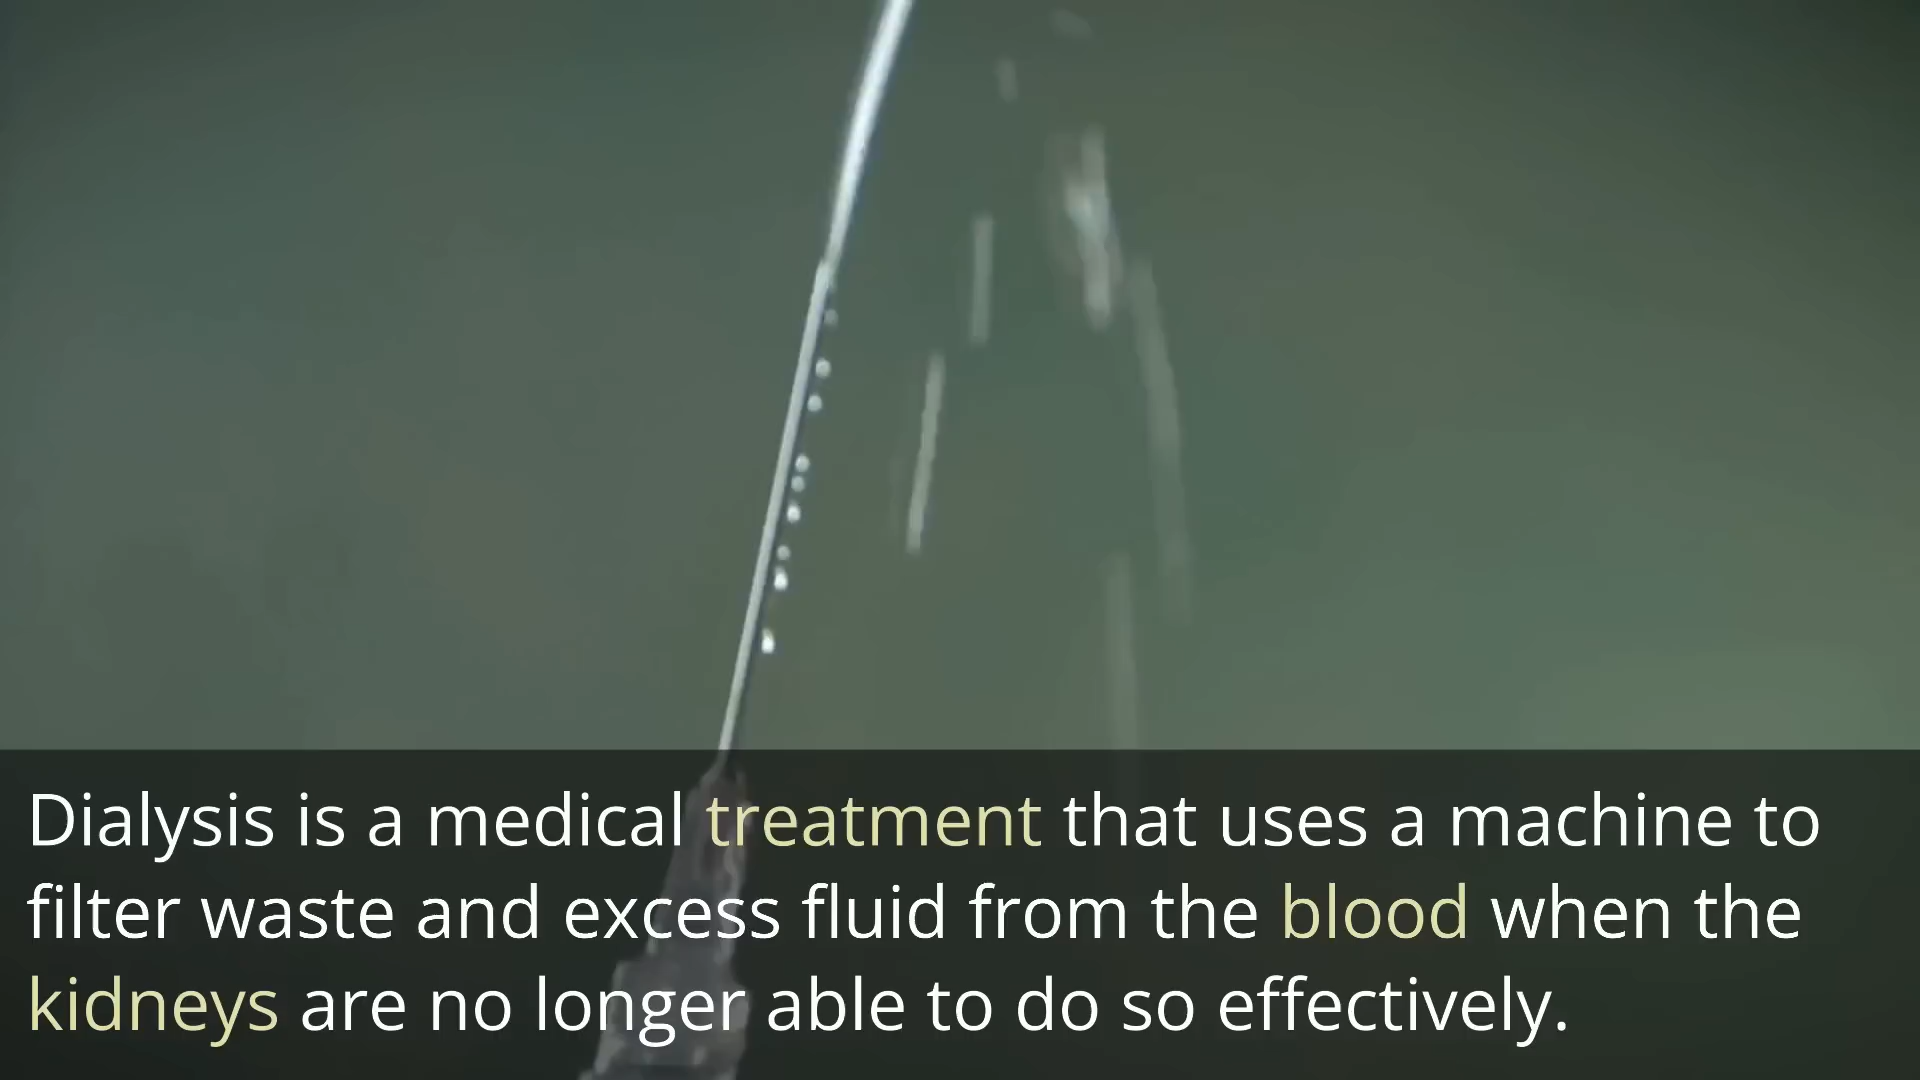 Dialysis is a medical treatment that uses a machine to
filter waste and excess fluid from the blood when the
kidneys are no longer able to do so effectively.